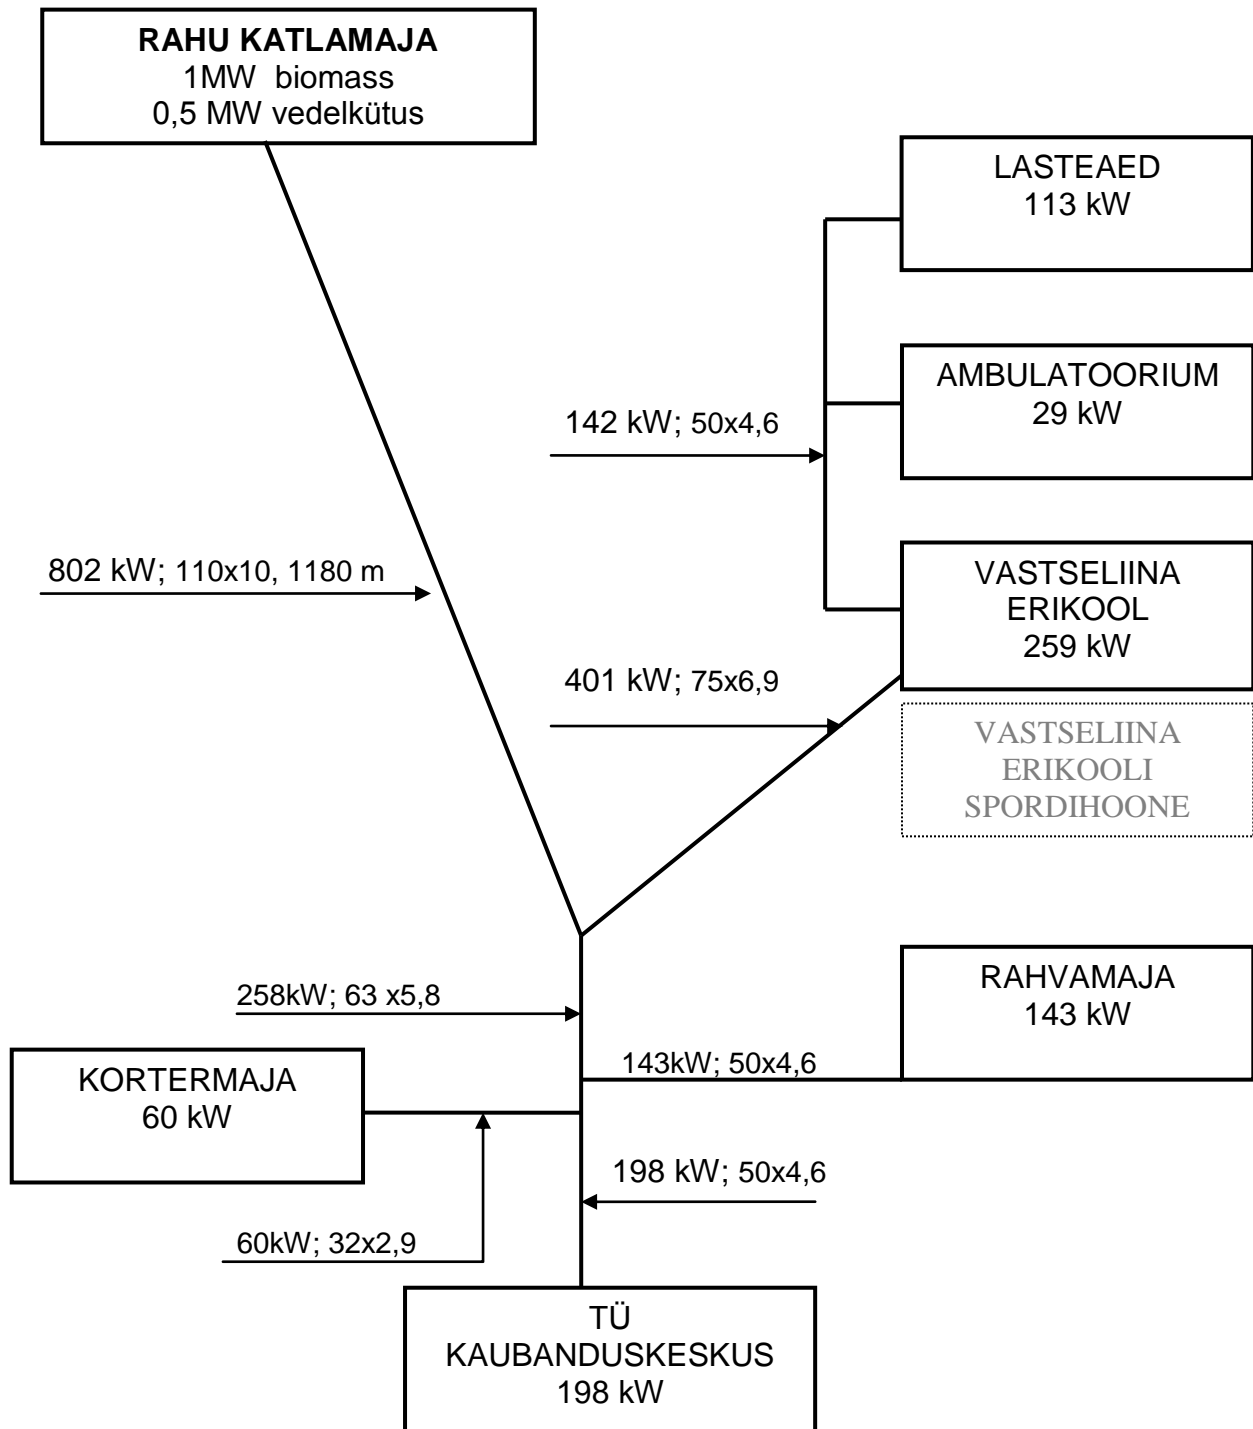 RAHU KATLAMAJA
1MW biomass
0,5 MW vedelkütus
LASTEAED
113 kW
AMBULATOORIUM
29 kW
142 kW; 50x4,6
802 kW; 110x10, 1180 m
VASTSELIINA
ERIKOOL
259 kW
401 kW; 75x6,9
VASTSELIINA
ERIKOOLI
SPORDIHOONE
RAHVAMAJA
143 kW
258kW; 63 x5,8
143kW; 50x4,6
KORTERMAJA
60 kW
198 kW; 50x4,6
60kW; 32x2,9
TÜ
KAUBANDUSKESKUS
198 kW